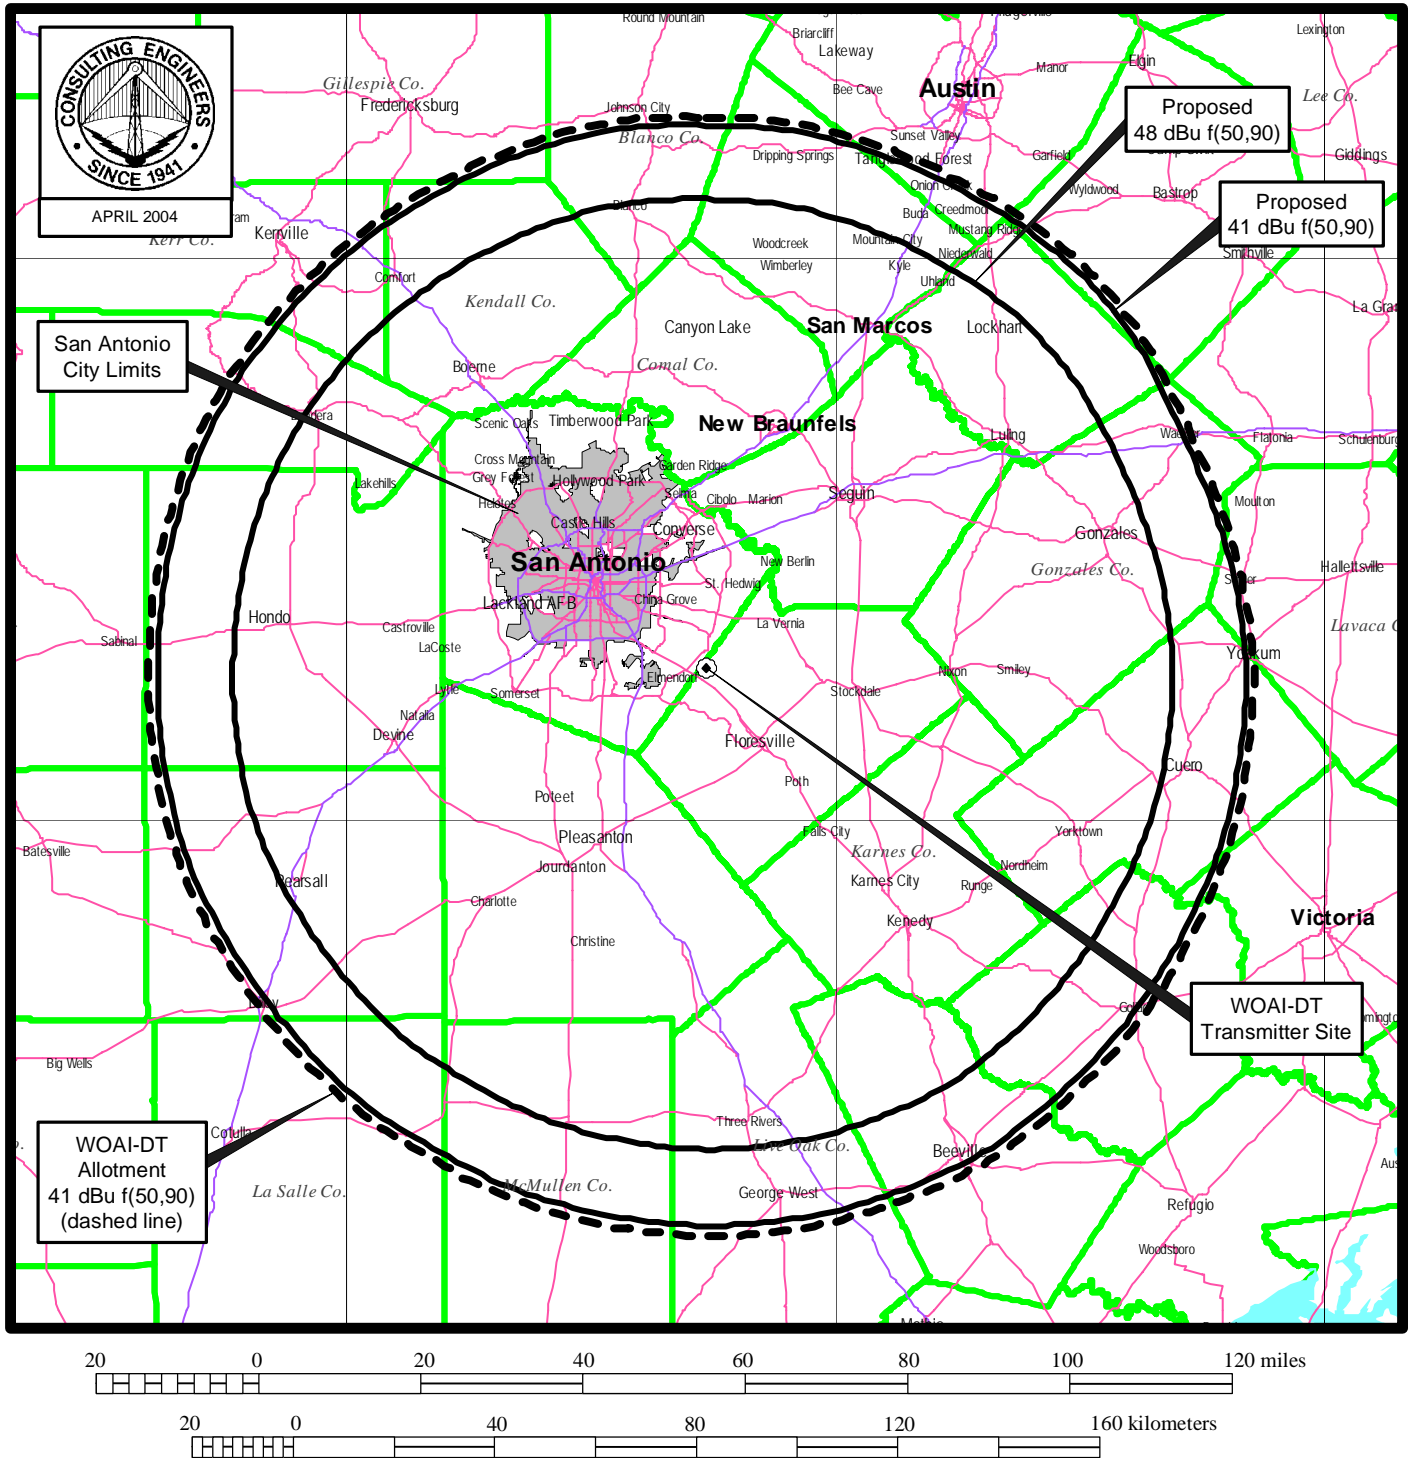 CONSULTING ENGINEERS
• SINCE 1941 •
APRIL 2004
Round Mountain
Briarcliff
Lakeway
Lexington
Manor
Elgin
Gillespie Co.
Fredericksburg
Bee Cave
Austin
Lee Co.
Johnson City
Blanco Co.
Proposed
48 dBu f(50,90)
Sunset Valley
Dripping Springs
Tanglewood Forest
Garfield
Giddings
Onion Creek
Wyldwood
Bastrop
Proposed
41 dBu f(50,90)
Blanco
Buda
Creedmoor
Mustang Ridge
Kerr Co.
Kerrville
Woodcreek
Mountain City
Niederwald
Smithville
Wimberley
Kyle
Comfort
Uhland
Kendall Co.
La Gra
San Antonio
City Limits
Canyon Lake
San Marcos
Lockhart
Boerne
Comal Co.
Scenic Oaks
Timberwood Park
New Braunfels
Luling
Flatonia
Schulenburg
Cross Mountain
Garden Ridge
Grey Forest
Hollywood Park
Lakehills
Selma
Cibolo
Marion
Seguin
Moulton
Helotes
Castle Hills
Converse
Gonzales
San Antonio
New Berlin
Gonzales Co.
Hallettsville
St. Hedwig
Lackland AFB
China Grove
Hondo
Castroville
La Vernia
Lavaca C
Sabinal
LaCoste
Yoakum
Elmendorf
Nixon
Smiley
Lytle
Somerset
Stockdale
Natalia
Devine
Floresville
Cuero
Poth
Poteet
Pleasanton
Falls City
Yorktown
Batesville
Karnes Co.
Jourdanton
Nordheim
Pearsall
Karnes City
Runge
Charlotte
Kenedy
Victoria
Christine
WOAI-DT
Transmitter Site
Big Wells
Three Rivers
WOAI-DT
Allotment
41 dBu f(50,90)
(dashed line)
Cotulla
Live Oak Co.
Beeville
La Salle Co.
McMullen Co.
George West
Refugio
Woodsboro
20 0 20 40 60 80 100 120 miles
20 0 40 80 120 160 kilometers